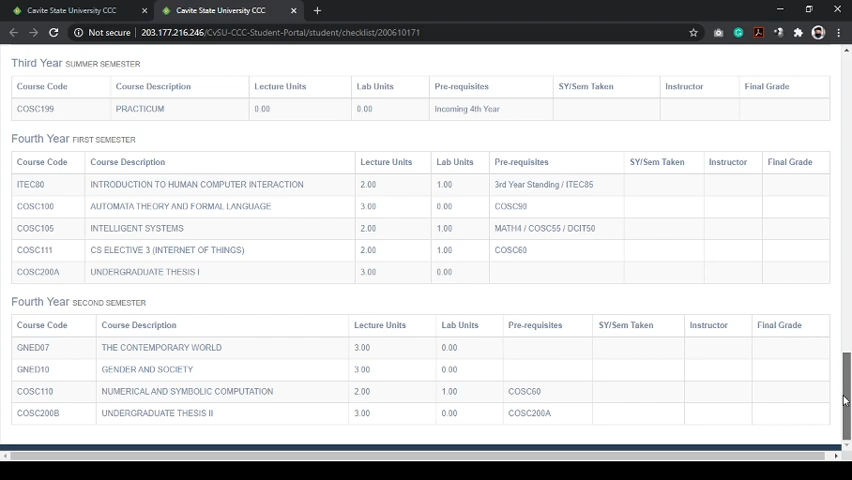 Cavite State University CCC
Cavite State University CCC
Not secure 203.177.216.246/CvSU-CCC-Student-Portal/student/checklist/200610171
Third Year SUMMER SEMESTER
Course Code Course Description Lecture Units Lab Units Pre-requisites SY/Sem Taken Instructor Final Grade
COSC199 PRACTICUM 0.00 0.00 Incoming 4th Year
Fourth Year FIRST SEMESTER
Course Code Course Description Lecture Units Lab Units Pre-requisites SY/Sem Taken Instructor Final Grade
ITEC80 INTRODUCTION TO HUMAN COMPUTER INTERACTION 2.00 1.00 3rd Year Standing / ITEC85
COSC100 AUTOMATA THEORY AND FORMAL LANGUAGE 3.00 0.00 COSC90
COSC105 INTELLIGENT SYSTEMS 2.00 1.00 MATH4 / COSC55 / DCIT50
COSC111 CS ELECTIVE 3 (INTERNET OF THINGS) 2.00 1.00 COSC60
COSC200A UNDERGRADUATE THESIS I 3.00 0.00
Fourth Year SECOND SEMESTER
Course Code Course Description Lecture Units Lab Units Pre-requisites SY/Sem Taken Instructor Final Grade
GNED07 THE CONTEMPORARY WORLD 3.00 0.00
GNED10 GENDER AND SOCIETY 3.00 0.00
COSC110 NUMERICAL AND SYMBOLIC COMPUTATION 2.00 1.00 COSC60
COSC200B UNDERGRADUATE THESIS II 3.00 0.00 COSC200A